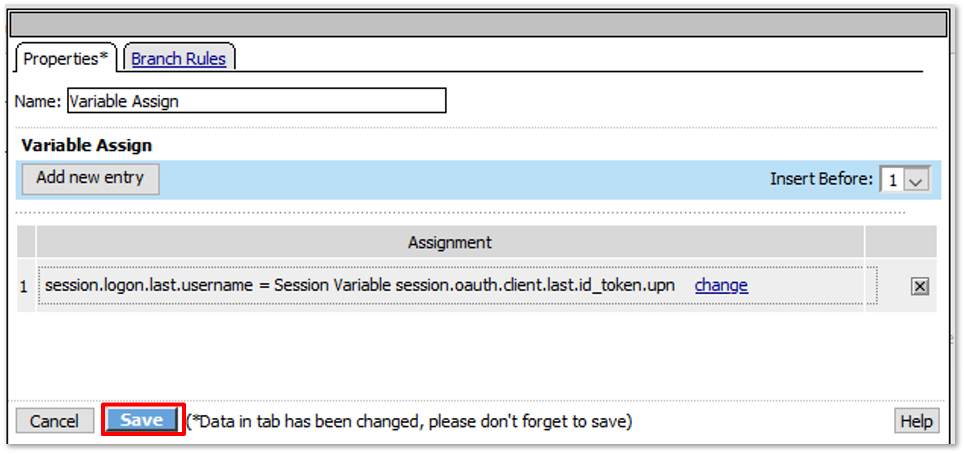 Properties* Branch Rules
Name: Variable Assign
Variable Assign
Add new entry Insert Before: 1
Assignment
1 session.logon.last.username = Session Variable session.oauth.client.last.id_token.upn change
Cancel Save (*Data in tab has been changed, please don't forget to save) Help